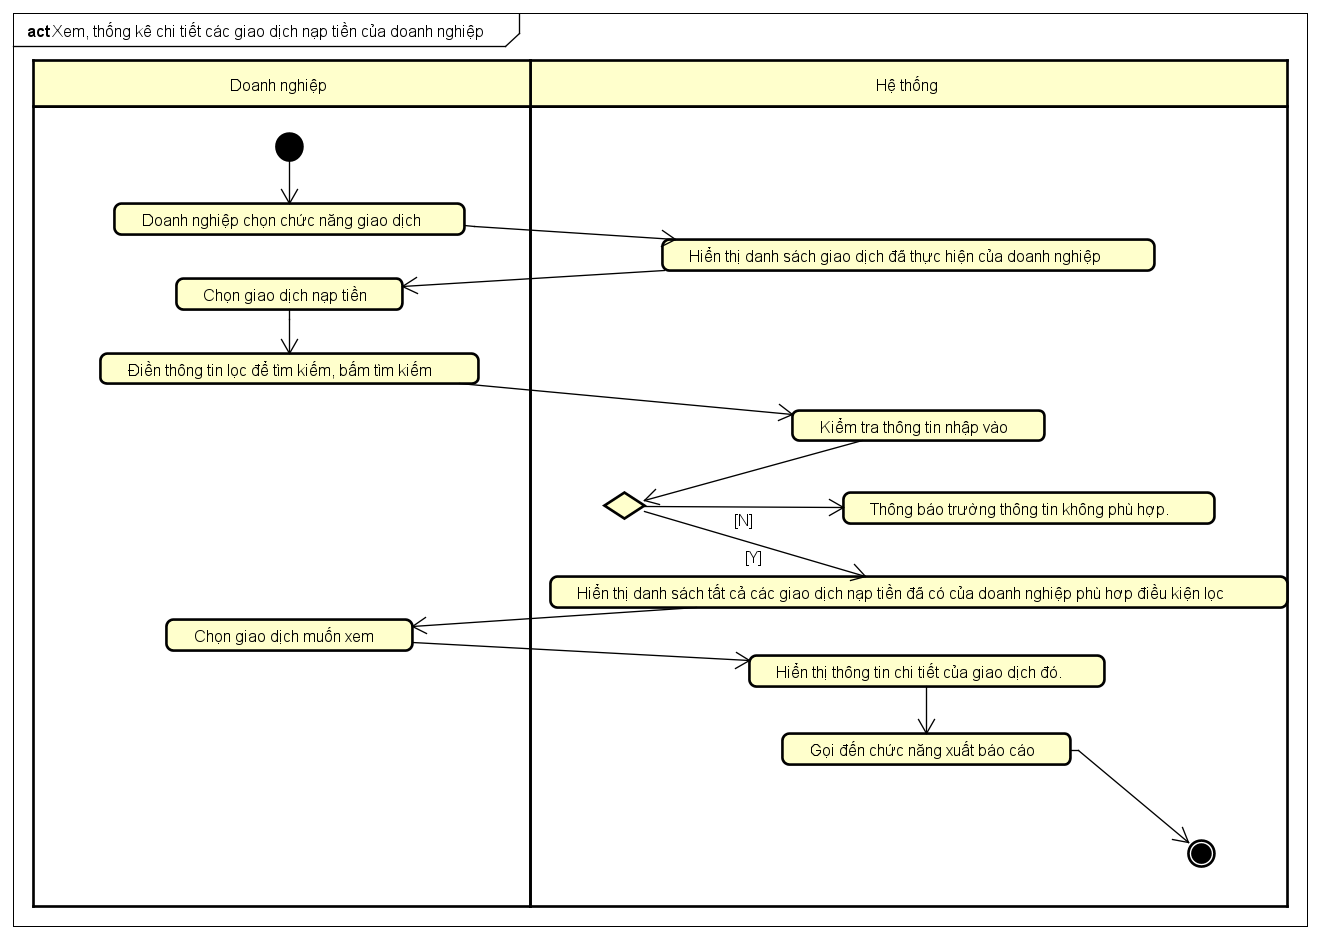 act Xem, thống kê chi tiết các giao dịch nạp tiền của doanh nghiệp
Doanh nghiệp
Hệ thống
Doanh nghiệp chọn chức năng giao dịch
Hiển thị danh sách giao dịch đã thực hiện của doanh nghiệp
Chọn giao dịch nạp tiền
Điền thông tin lọc để tìm kiếm, bấm tìm kiếm
Kiểm tra thông tin nhập vào
Thông báo trường thông tin không phù hợp.
[N]
[Y]
Hiển thị danh sách tất cả các giao dịch nạp tiền đã có của doanh nghiệp phù hơp điều kiện lọc
Chọn giao dịch muốn xem
Hiển thị thông tin chi tiết của giao dịch đó.
Gọi đến chức năng xuất báo cáo